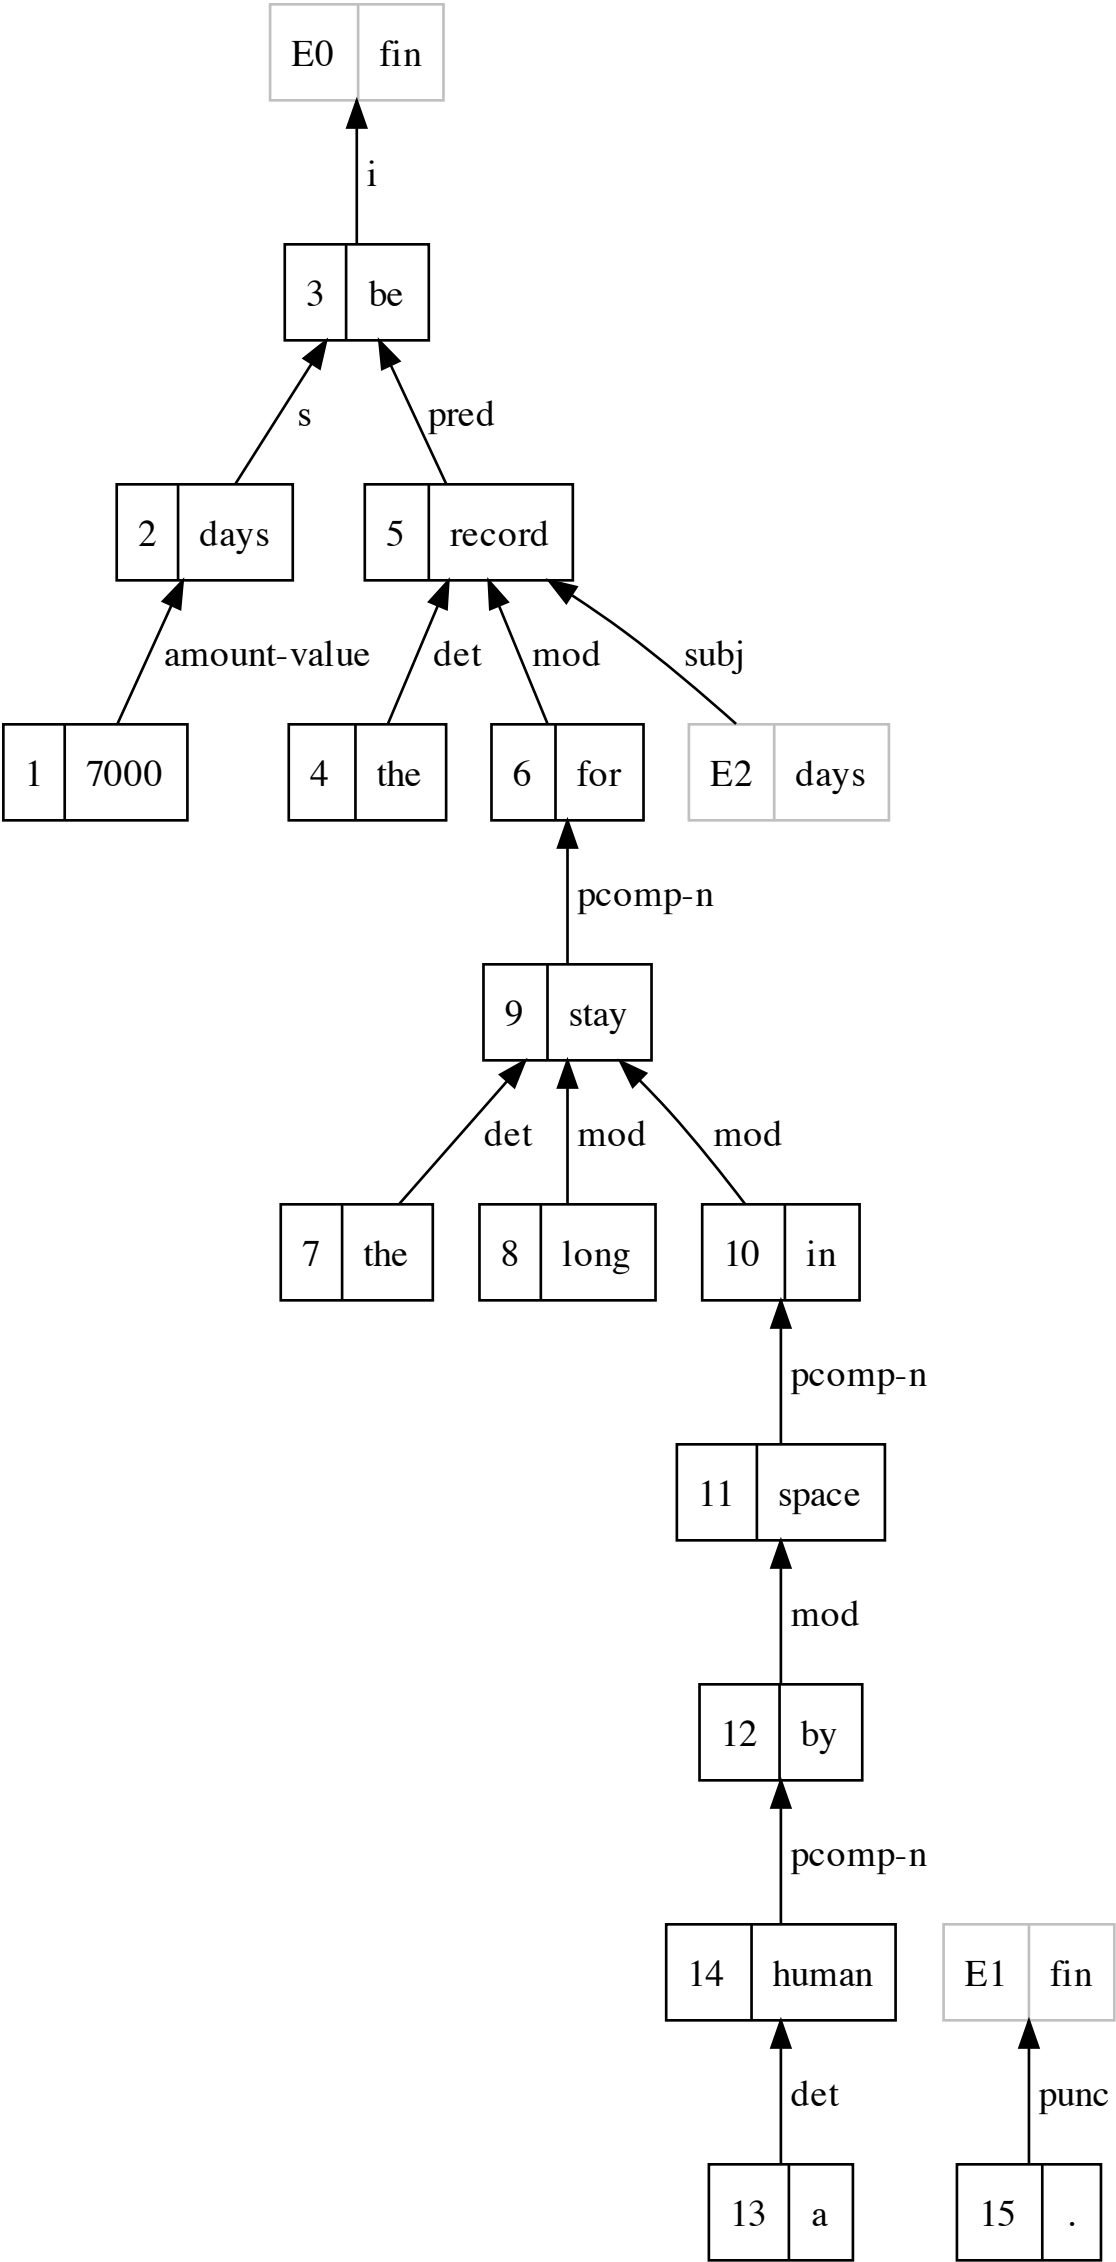 E0 fin
i
3 be
s pred
2 days 5 record
amount-value det mod subj
1 7000 4 the 6 for E2 days
pcomp-n
9 stay
det mod mod
7 the 8 long 10 in
pcomp-n
11 space
mod
12 by
pcomp-n
14 human E1 fin
det punc
13 a 15 .